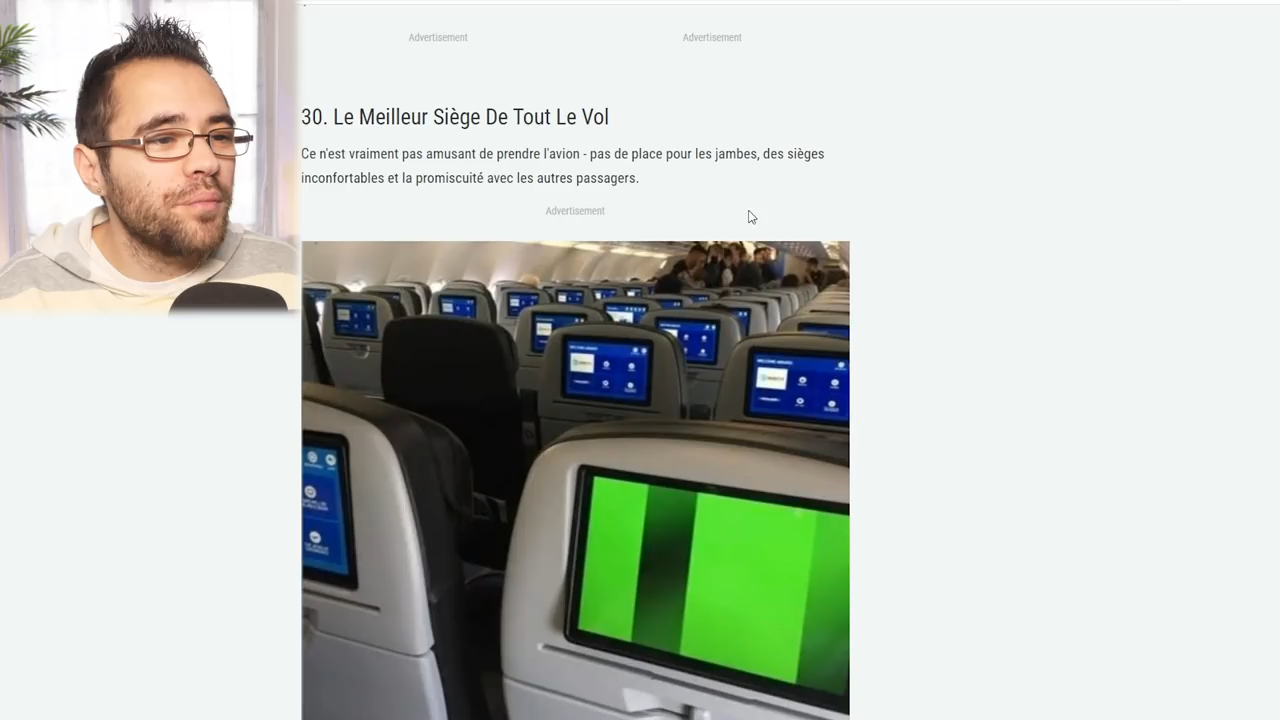 Advertisement
Advertisement
30. Le Meilleur Siège De Tout Le Vol
Ce n'est vraiment pas amusant de prendre l'avion - pas de place pour les jambes, des sièges
inconfortables et la promiscuité avec les autres passagers.
Advertisement